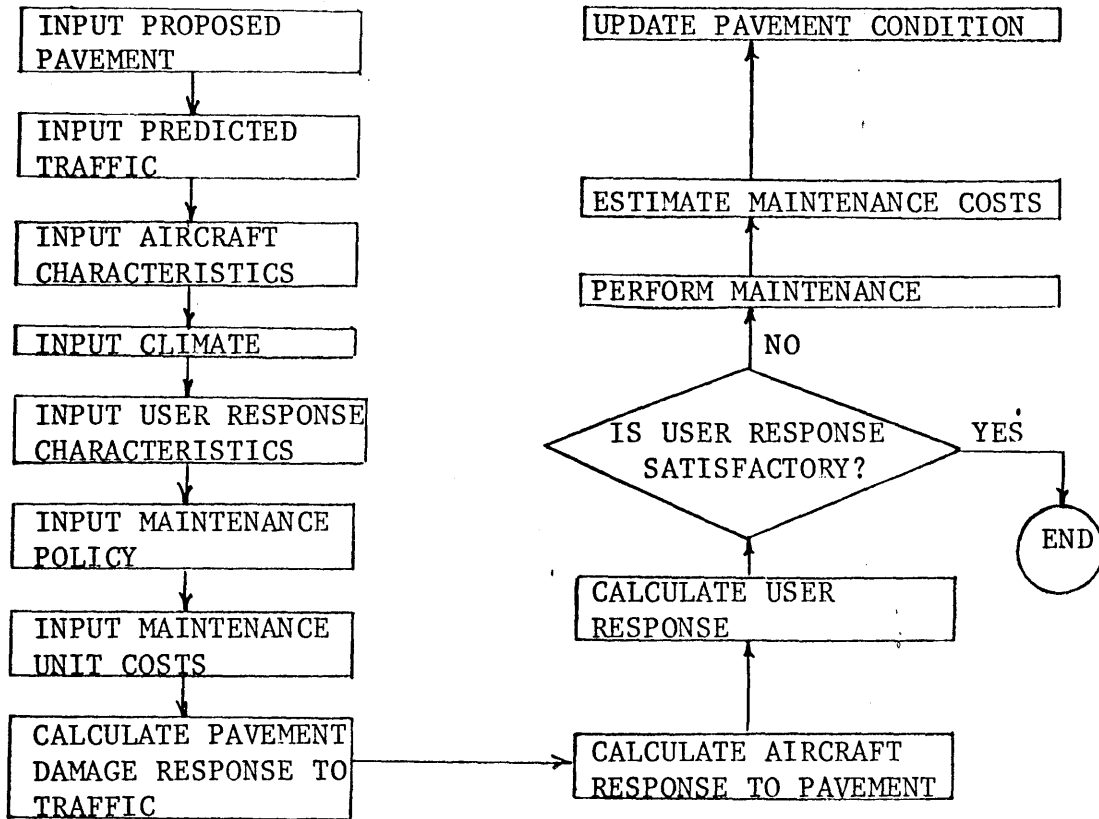 INPUT PROPOSED
PAVEMENT
INPUT PREDICTED
TRAFFIC
INPUT AIRCRAFT
CHARACTERISTICS
INPUT CLIMATE
INPUT USER RESPONSE
CHARACTERISTICS
INPUT MAINTENANCE
POLICY
INPUT MAINTENANCE
UNIT COSTS
CALCULATE PAVEMENT
DAMAGE RESPONSE TO
TRAFFIC
CALCULATE AIRCRAFT
RESPONSE TO PAVEMENT
CALCULATE USER
RESPONSE
IS USER RESPONSE
SATISFACTORY?
YES
END
NO
PERFORM MAINTENANCE
ESTIMATE MAINTENANCE COSTS
UPDATE PAVEMENT CONDITION